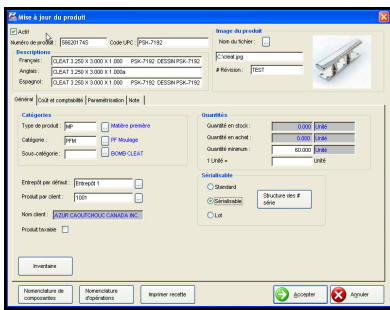 Mise à jour du produit
Actif
Numéro de produit : 56620174S Code UPC : PSK-7192
Descriptions
Français : CLEAT 3.250 X 3.000 X 1.000 PSK-7192 DESSIN PSK-7192
Anglais : CLEAT 3.250 X 3.000 X 1.000a
Espagnol : CLEAT 3.250 X 3.000 X 1.000 PSK-7192 DESSIN PSK-7192
Image du produit
Nom du fichier : ...
C:\cleat.jpg
# Révision : TEST
Général Coût et comptabilité Paramétrisation Note
Catégories
Type de produit : MP ... Matière première
Catégorie : PFM ... PF Moulage
Sous-catégorie : ... BOMB CLEAT
Entrepôt par défaut : Entrepôt 1 ...
Produit par client : 1001 ...
Nom client : AZUR CAOUTCHOUC CANADA INC.
Produit taxable
Inventaire
Quantités
Quantité en stock : 0.000 Unité
Quantité en achat : 0.000 Unité
Quantité minimum : 60.000 Unité
1 Unité = Unité
Sérialisable
Standard
Sérialisable
Lot
Structure des #
série
Nomenclature de
composantes
Nomenclature
d'opérations
Imprimer recette
Accepter
Annuler